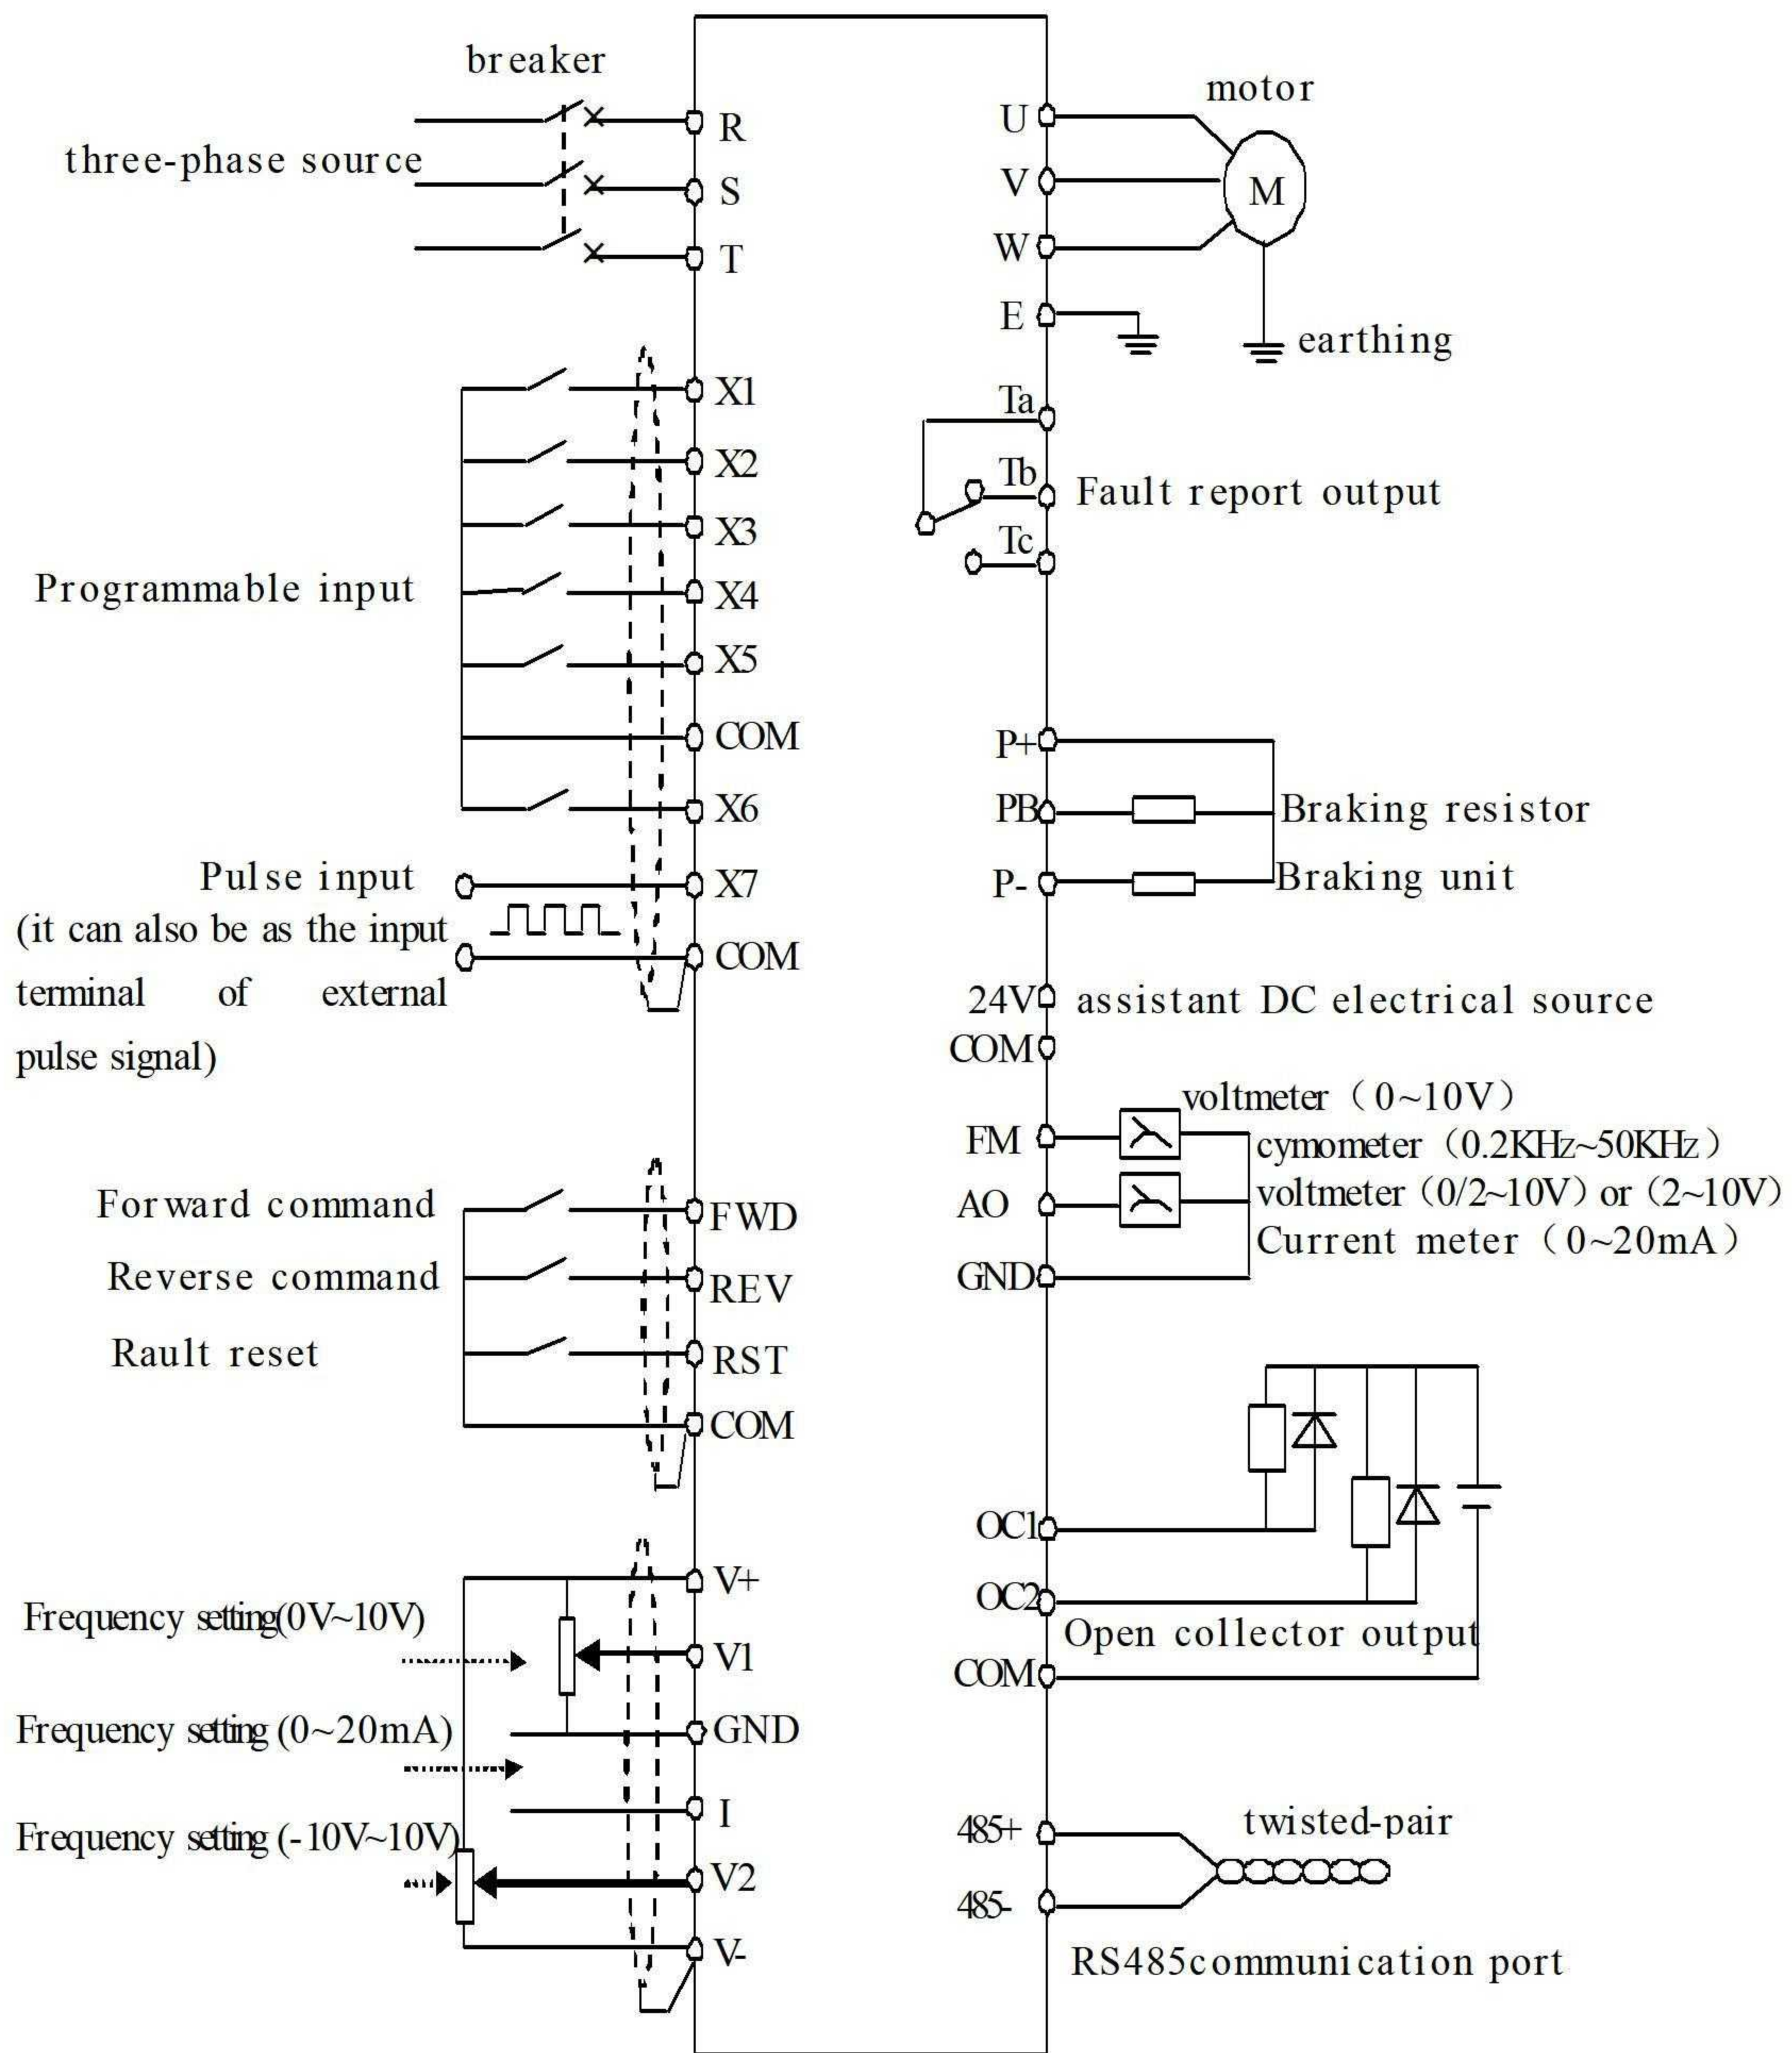 breaker
three-phase source
R
S
T
Programmable input
X1
X2
X3
X4
X5
COM
X6
Pulse input
X7
(it can also be as the input
terminal of external
pulse signal)
COM
Forward command
FWD
Reverse command
REV
Rault reset
RST
COM
V+
Frequency setting(0V~10V)
V1
Frequency setting (0~20mA)
GND
I
Frequency setting (-10V~10V)
V2
V-
motor
U
V
M
W
E
earthing
Ta
Tb
Fault report output
Tc
P+
PB
Braking resistor
P-
Braking unit
24V
assistant DC electrical source
COM
voltmeter（0~10V）
FM
cymometer（0.2KHz~50KHz）
AO
voltmeter（0/2~10V）or（2~10V）
Current meter（0~20mA）
GND
OC1
OC2
Open collector output
COM
485+
twisted-pair
485-
RS485communication port